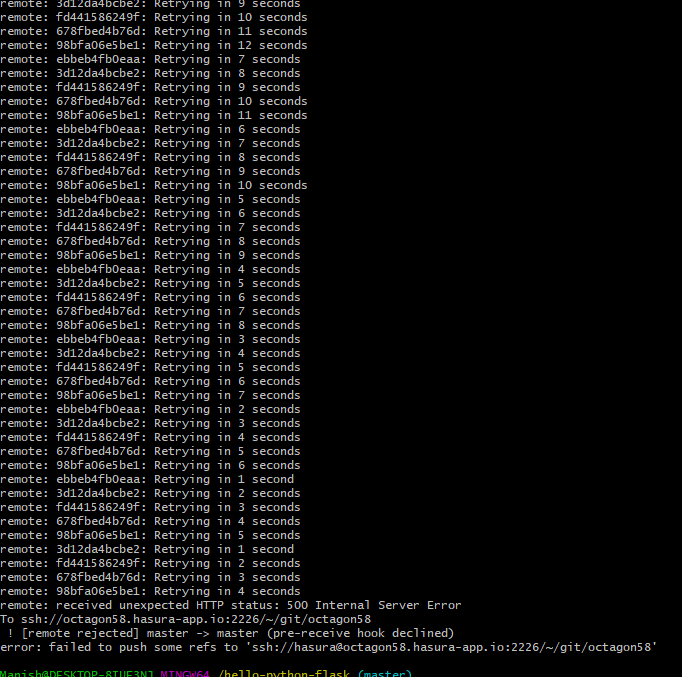 remote: 3d12da4bcbe2: Retrying in 9 seconds
remote: fd441586249f: Retrying in 10 seconds
remote: 678fbed4b76d: Retrying in 11 seconds
remote: 98bfa06e5be1: Retrying in 12 seconds
remote: ebbeb4fb0eaa: Retrying in 7 seconds
remote: 3d12da4bcbe2: Retrying in 8 seconds
remote: fd441586249f: Retrying in 9 seconds
remote: 678fbed4b76d: Retrying in 10 seconds
remote: 98bfa06e5be1: Retrying in 11 seconds
remote: ebbeb4fb0eaa: Retrying in 6 seconds
remote: 3d12da4bcbe2: Retrying in 7 seconds
remote: fd441586249f: Retrying in 8 seconds
remote: 678fbed4b76d: Retrying in 9 seconds
remote: 98bfa06e5be1: Retrying in 10 seconds
remote: ebbeb4fb0eaa: Retrying in 5 seconds
remote: 3d12da4bcbe2: Retrying in 6 seconds
remote: fd441586249f: Retrying in 7 seconds
remote: 678fbed4b76d: Retrying in 8 seconds
remote: 98bfa06e5be1: Retrying in 9 seconds
remote: ebbeb4fb0eaa: Retrying in 4 seconds
remote: 3d12da4bcbe2: Retrying in 5 seconds
remote: fd441586249f: Retrying in 6 seconds
remote: 678fbed4b76d: Retrying in 7 seconds
remote: 98bfa06e5be1: Retrying in 8 seconds
remote: ebbeb4fb0eaa: Retrying in 3 seconds
remote: 3d12da4bcbe2: Retrying in 4 seconds
remote: fd441586249f: Retrying in 5 seconds
remote: 678fbed4b76d: Retrying in 6 seconds
remote: 98bfa06e5be1: Retrying in 7 seconds
remote: ebbeb4fb0eaa: Retrying in 2 seconds
remote: 3d12da4bcbe2: Retrying in 3 seconds
remote: fd441586249f: Retrying in 4 seconds
remote: 678fbed4b76d: Retrying in 5 seconds
remote: 98bfa06e5be1: Retrying in 6 seconds
remote: ebbeb4fb0eaa: Retrying in 1 second
remote: 3d12da4bcbe2: Retrying in 2 seconds
remote: fd441586249f: Retrying in 3 seconds
remote: 678fbed4b76d: Retrying in 4 seconds
remote: 98bfa06e5be1: Retrying in 5 seconds
remote: 3d12da4bcbe2: Retrying in 1 second
remote: fd441586249f: Retrying in 2 seconds
remote: 678fbed4b76d: Retrying in 3 seconds
remote: 98bfa06e5be1: Retrying in 4 seconds
remote: received unexpected HTTP status: 500 Internal Server Error
To ssh://octagon58.hasura-app.io:2226/~/git/octagon58
! [remote rejected] master -> master (pre-receive hook declined)
error: failed to push some refs to 'ssh://hasura@octagon58.hasura-app.io:2226/~/git/octagon58'
MINGW64 /hello-python-flask (master)